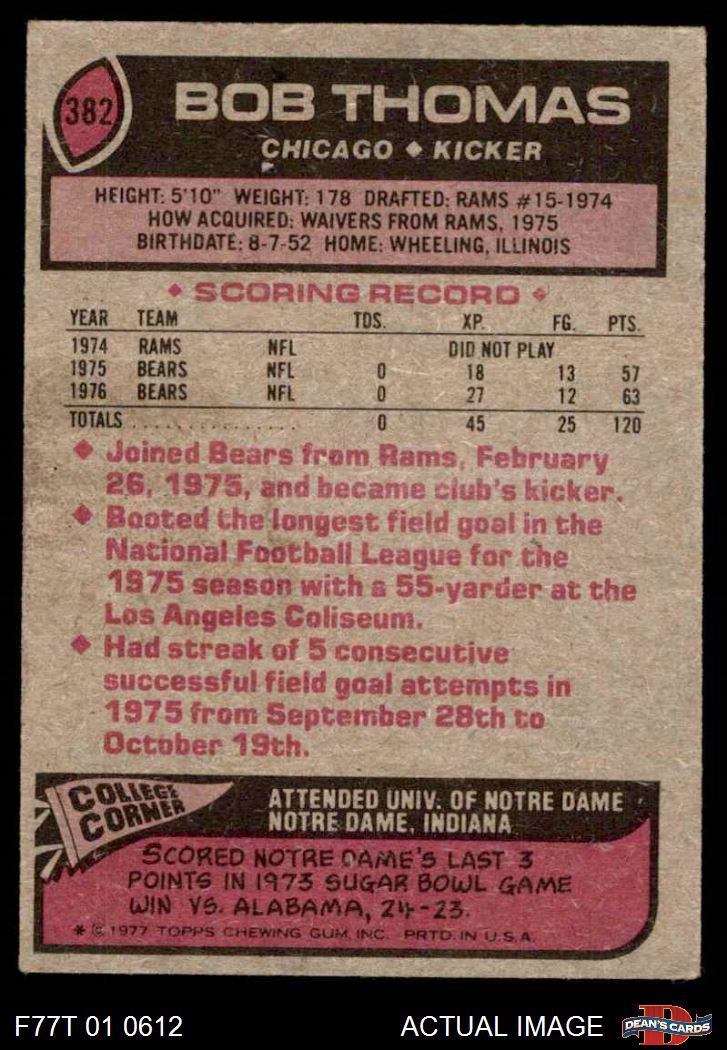 382
BOB THOMAS
CHICAGO ◆ KICKER
HEIGHT: 5'10" WEIGHT: 178 DRAFTED: RAMS #15-1974
HOW ACQUIRED: WAIVERS FROM RAMS, 1975
BIRTHDATE: 8-7-52 HOME: WHEELING, ILLINOIS
◆ SCORING RECORD ◆
YEAR TEAM TDS. XP. FG. PTS.
1974 RAMS NFL DID NOT PLAY
1975 BEARS NFL 0 18 13 57
1976 BEARS NFL 0 27 12 63
TOTALS ................ 0 45 25 120
◆ Joined Bears from Rams, February
26, 1975, and became club's kicker.
◆ Booted the longest field goal in the
National Football League for the
1975 season with a 55-yarder at the
Los Angeles Coliseum.
◆ Had streak of 5 consecutive
successful field goal attempts in
1975 from September 28th to
October 19th.
COLLEGE
CORNER
ATTENDED UNIV. OF NOTRE DAME
NOTRE DAME, INDIANA
SCORED NOTRE DAME'S LAST 3
POINTS IN 1973 SUGAR BOWL GAME
WIN VS. ALABAMA, 24-23.
* © 1977 TOPPS CHEWING GUM, INC. PRTD. IN U.S.A.
F77T 01 0612 ACTUAL IMAGE
D
DEAN'S CARDS